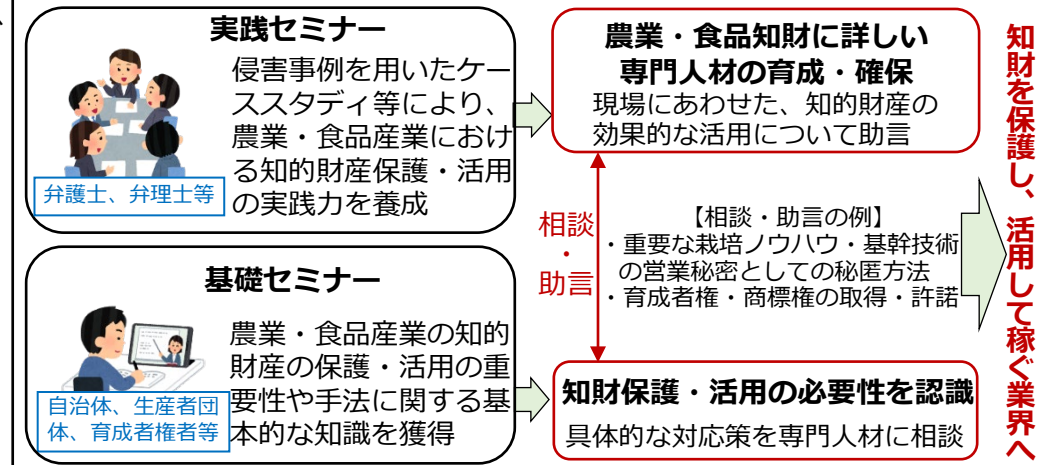 実践セミナー
侵害事例を用いたケー
ススタディ等により、
農業・食品産業におけ
る知的財産保護・活用
の実践力を養成
弁護士、弁理士等
農業・食品知財に詳しい
専門人材の育成・確保
現場にあわせた、知的財産の
効果的な活用について助言
相談
・
助言
【相談・助言の例】
・重要な栽培ノウハウ・基幹技術
の営業秘密としての秘匿方法
・育成者権・商標権の取得・許諾
基礎セミナー
農業・食品産業の知的
財産の保護・活用の重
要性や手法に関する基
本的な知識を獲得
自治体、生産者団
体、育成者権者等
知財保護・活用の必要性を認識
具体的な対応策を専門人材に相談
知財を保護し、活用して稼ぐ業界へ